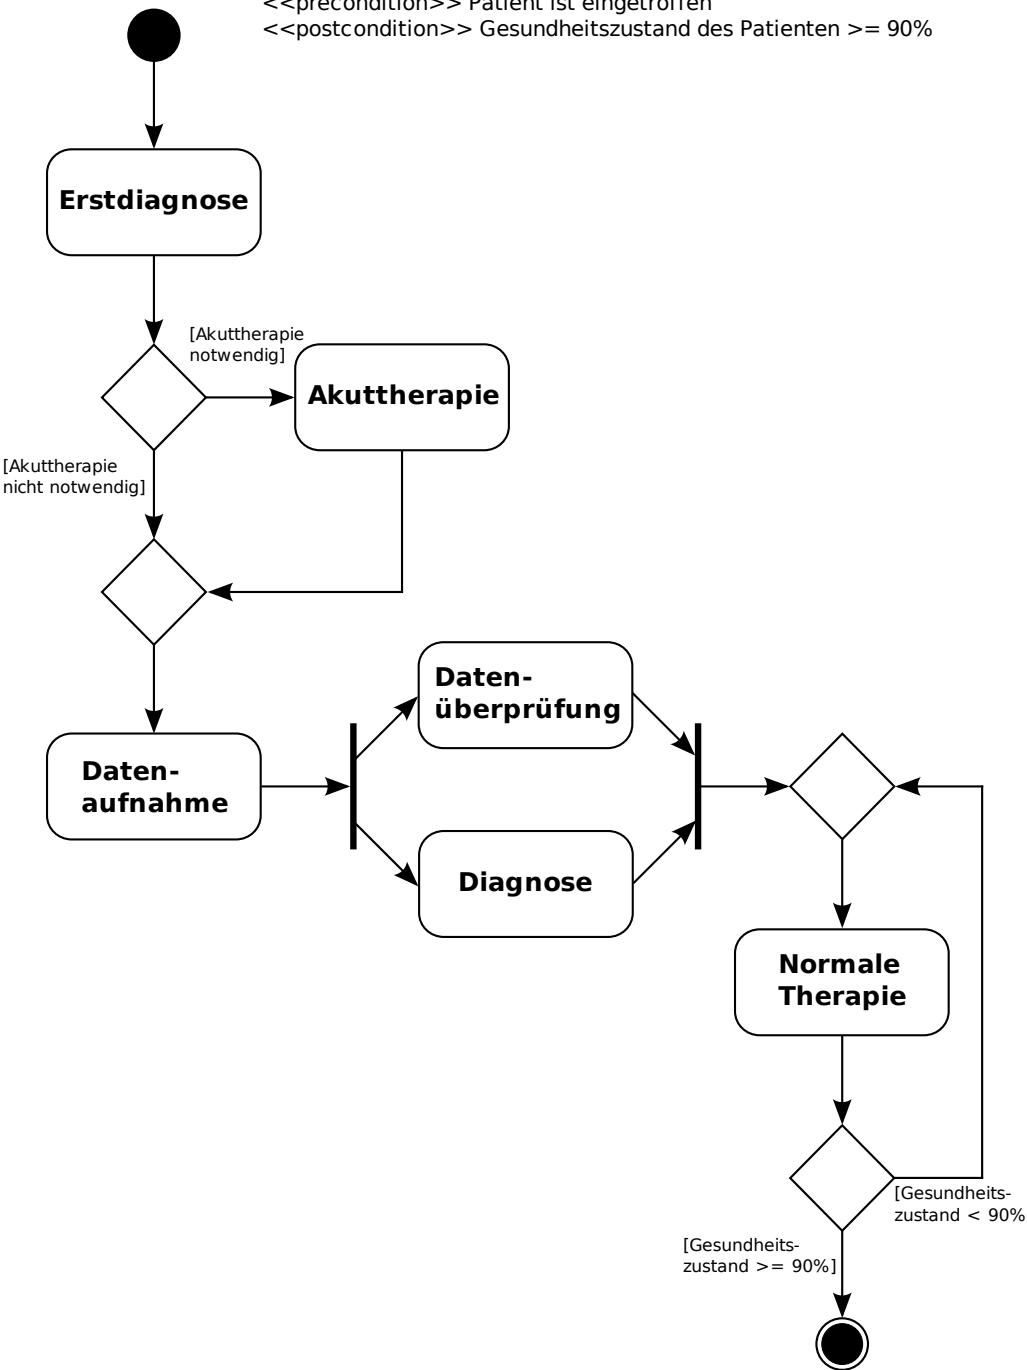 <<precondition>> Patient ist eingetroffen
<<postcondition>> Gesundheitszustand des Patienten >= 90%
Erstdiagnose
[Akuttherapie
notwendig]
Akuttherapie
[Akuttherapie
nicht notwendig]
Daten-
überprüfung
Daten-
aufnahme
Diagnose
Normale
Therapie
[Gesundheits-
zustand < 90%
[Gesundheits-
zustand >= 90%]